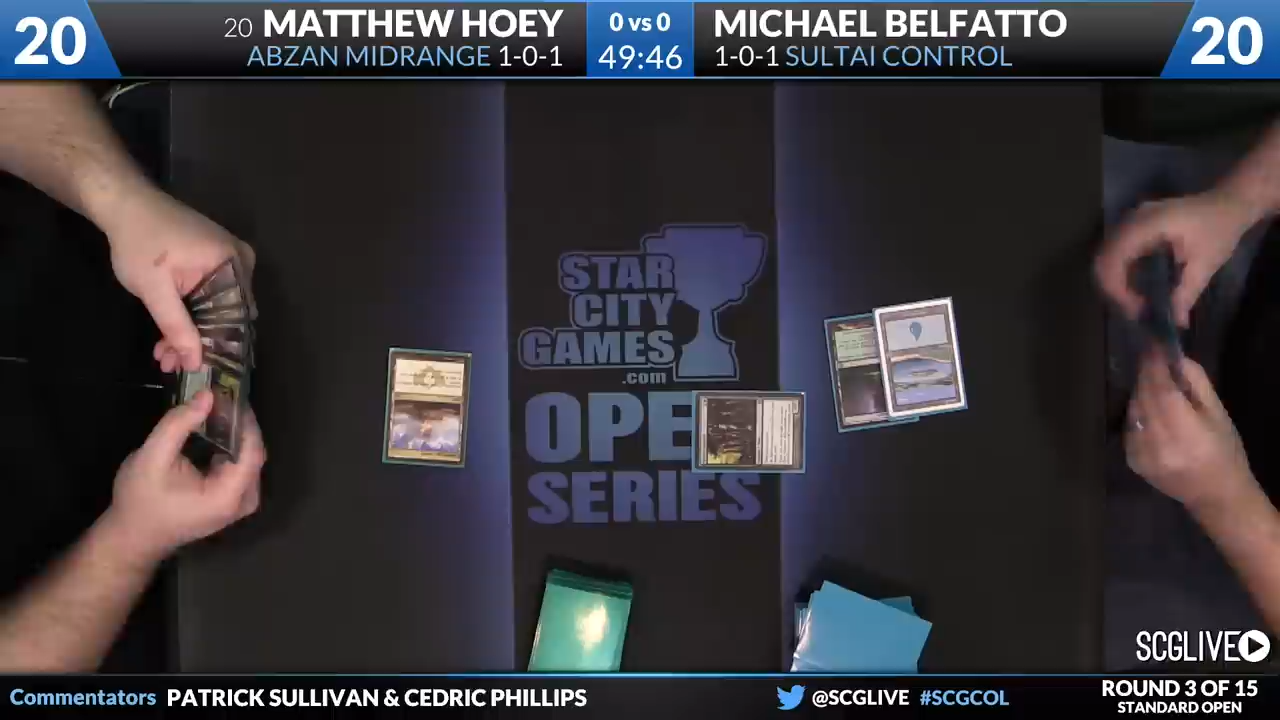 20
20 MATTHEW HOEY
ABZAN MIDRANGE 1-0-1
0 vs 0
49:46
MICHAEL BELFATTO
1-0-1 SULTAI CONTROL
20
STAR
CITY
GAMES
.com
OPE
SERIES
SCGLIVE
Commentators PATRICK SULLIVAN & CEDRIC PHILLIPS
@SCGLIVE #SCGCOL
ROUND 3 OF 15
STANDARD OPEN